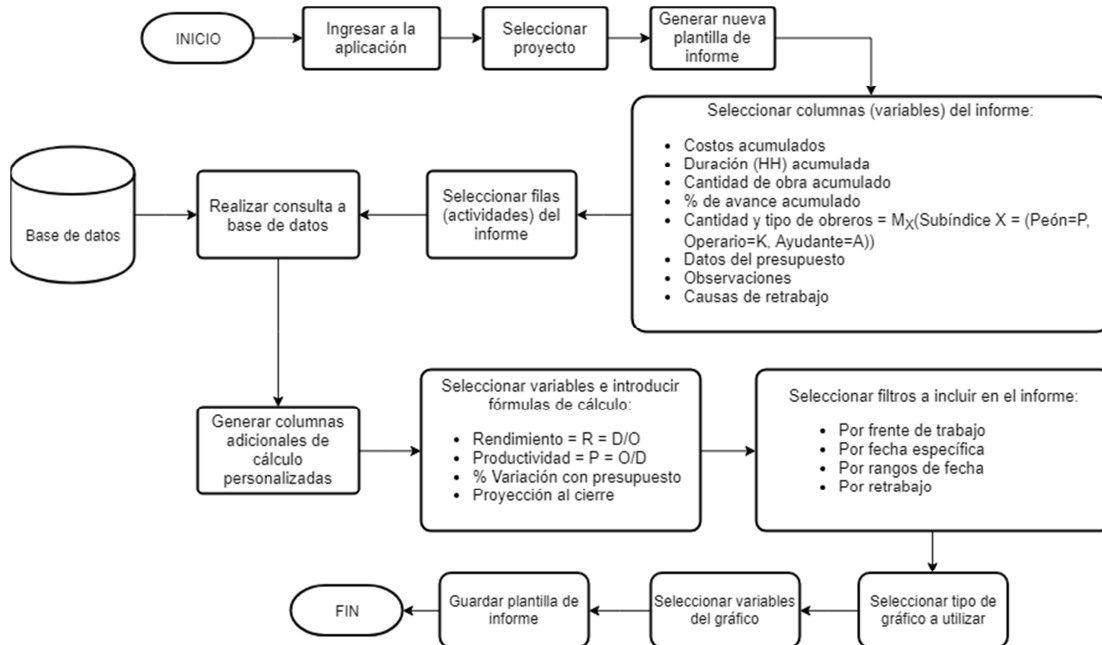 INICIO
Ingresar a la
aplicación
Seleccionar
proyecto
Generar nueva
plantilla de
informe
Seleccionar columnas (variables) del informe:
• Costos acumulados
• Duración (HH) acumulada
• Cantidad de obra acumulado
• % de avance acumulado
• Cantidad y tipo de obreros = MX(Subíndice X = (Peón=P,
Operario=K, Ayudante=A))
• Datos del presupuesto
• Observaciones
• Causas de retrabajo
Seleccionar filas
(actividades) del
informe
Realizar consulta a
base de datos
Base de datos
Generar columnas
adicionales de
cálculo
personalizadas
Seleccionar variables e introducir
fórmulas de cálculo:
• Rendimiento = R = D/O
• Productividad = P = O/D
• % Variación con presupuesto
• Proyección al cierre
Seleccionar filtros a incluir en el informe:
• Por frente de trabajo
• Por fecha específica
• Por rangos de fecha
• Por retrabajo
Seleccionar tipo de
gráfico a utilizar
Seleccionar variables
del gráfico
Guardar plantilla de
informe
FIN